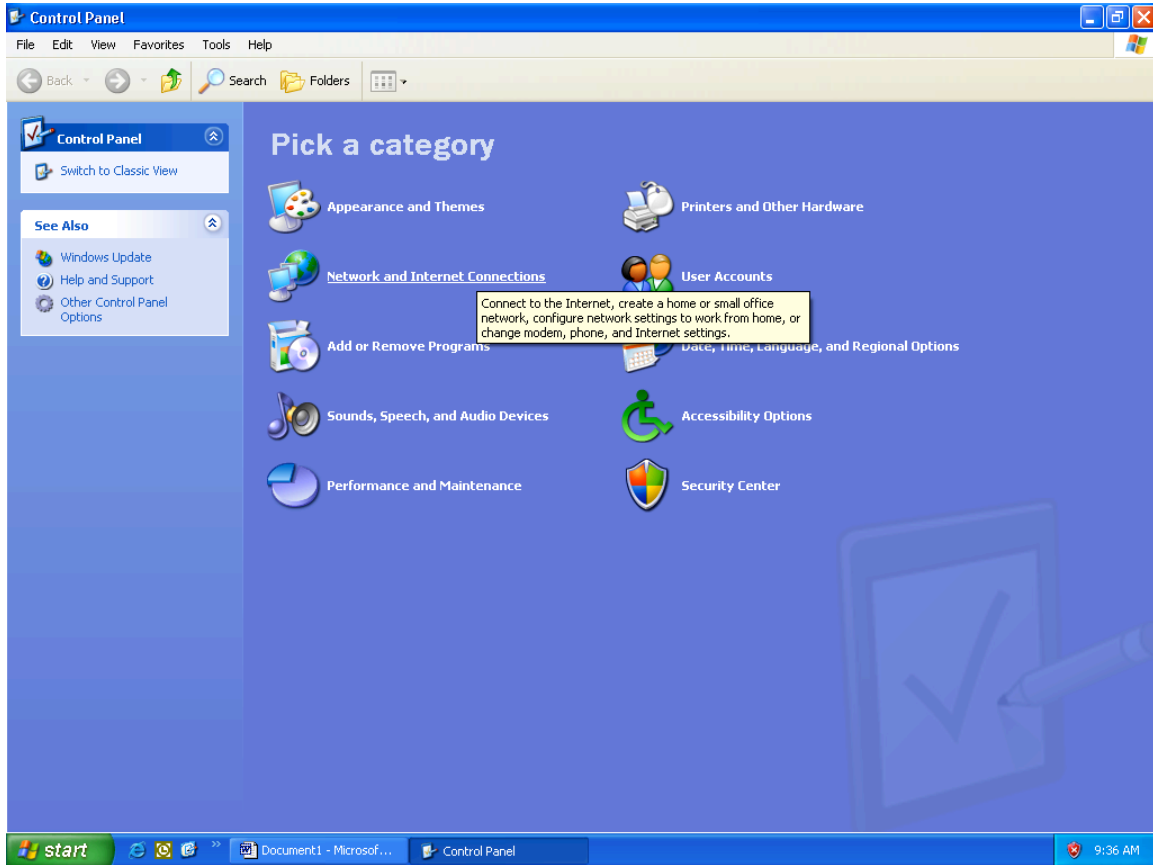 Control Panel
File Edit View Favorites Tools Help
Back Search Folders
Control Panel
Switch to Classic View
See Also
Windows Update
Help and Support
Other Control Panel
Options
Pick a category
Appearance and Themes
Printers and Other Hardware
Network and Internet Connections
User Accounts
Connect to the Internet, create a home or small office
network, configure network settings to work from home, or
change modem, phone, and Internet settings.
Add or Remove Programs
Date, Time, Language, and Regional Options
Sounds, Speech, and Audio Devices
Accessibility Options
Performance and Maintenance
Security Center
start Document1 - Microsof... Control Panel 9:36 AM